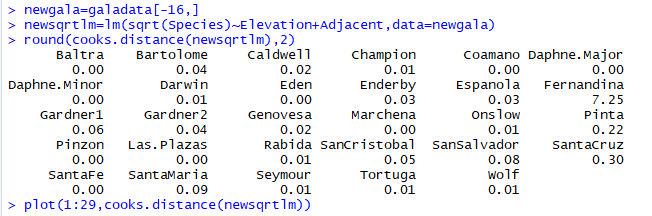 > newgala=galadata[-16,]
> newsqrtlm=lm(sqrt(Species)~Elevation+Adjacent,data=newgala)
> round(cooks.distance(newsqrtlm),2)
Baltra Bartolome Caldwell Champion Coamano Daphne.Major
0.00 0.04 0.02 0.01 0.00 0.00
Daphne.Minor Darwin Eden Enderby Espanola Fernandina
0.00 0.01 0.00 0.03 0.03 7.25
Gardner1 Gardner2 Genovesa Marchena Onslow Pinta
0.06 0.04 0.02 0.00 0.01 0.22
Pinzon Las.Plazas Rabida SanCristobal SanSalvador SantaCruz
0.00 0.00 0.01 0.05 0.08 0.30
SantaFe SantaMaria Seymour Tortuga Wolf
0.00 0.09 0.01 0.01 0.01
> plot(1:29,cooks.distance(newsqrtlm))